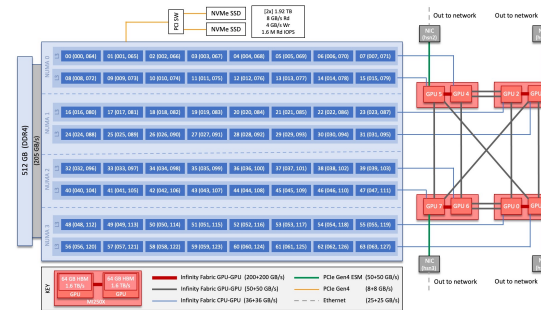 Out to network
Out to network
PCI SW
NVMe SSD
NVMe SSD
[2x] 1.92 TB
8 GB/s Rd
4 GB/s Wr
1.6 M Rd IOPS
NIC
(hsn2)
512 GB (DDR4)
(205 GB/s)
NUMA 0
L3 00 (000, 064) 01 (001, 065) 02 (002, 066) 03 (003, 067) 04 (004, 068) 05 (005, 069) 06 (006, 070) 07 (007, 071)
L3 08 (008, 072) 09 (009, 073) 10 (010, 074) 11 (011, 075) 12 (012, 076) 13 (013, 077) 14 (014, 078) 15 (015, 079)
NUMA 1
L3 16 (016, 080) 17 (017, 081) 18 (018, 082) 19 (019, 083) 20 (020, 084) 21 (021, 085) 22 (022, 086) 23 (023, 087)
L3 24 (024, 088) 25 (025, 089) 26 (026, 090) 27 (027, 091) 28 (028, 092) 29 (029, 093) 30 (030, 094) 31 (031, 095)
NUMA 2
L3 32 (032, 096) 33 (033, 097) 34 (034, 098) 35 (035, 099) 36 (036, 100) 37 (037, 101) 38 (038, 102) 39 (039, 103)
L3 40 (040, 104) 41 (041, 105) 42 (042, 106) 43 (043, 107) 44 (044, 108) 45 (045, 109) 46 (046, 110) 47 (047, 111)
NUMA 3
L3 48 (048, 112) 49 (049, 113) 50 (050, 114) 51 (051, 115) 52 (052, 116) 53 (053, 117) 54 (054, 118) 55 (055, 119)
L3 56 (056, 120) 57 (057, 121) 58 (058, 122) 59 (059, 123) 60 (060, 124) 61 (061, 125) 62 (062, 126) 63 (063, 127)
GPU 5 GPU 4 GPU 2
GPU 7 GPU 6 GPU 0
NIC
(hsn3)
Out to network
Out to network
KEY
64 GB HBM
1.6 TB/s
GPU
64 GB HBM
1.6 TB/s
GPU
MI250X
Infinity Fabric GPU-GPU (200+200 GB/s)
Infinity Fabric GPU-GPU (50+50 GB/s)
Infinity Fabric CPU-GPU (36+36 GB/s)
PCIe Gen4 ESM (50+50 GB/s)
PCIe Gen4 (8+8 GB/s)
Ethernet (25+25 GB/s)